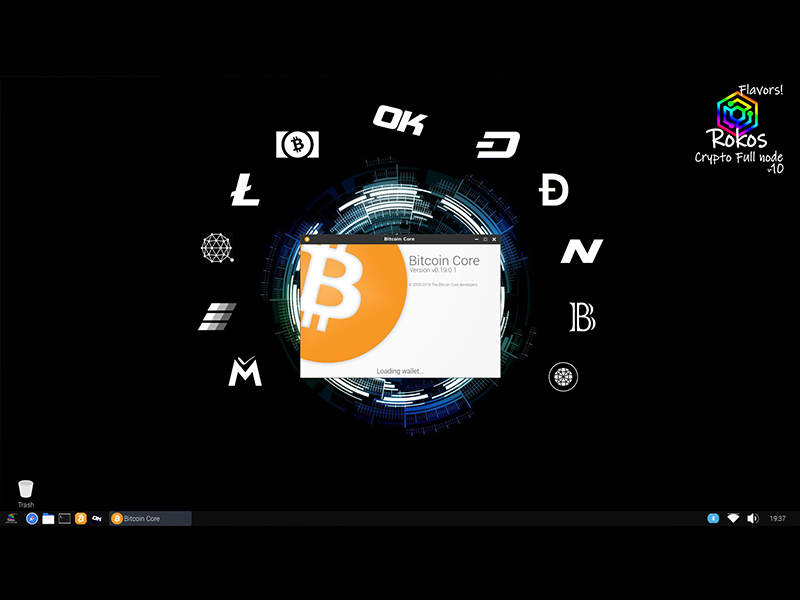 Flavors!
OK
Rokos
Crypto Full node
v.10
Bitcoin Core
Bitcoin Core
Version v0.19.0.1
© 2009-2019 The Bitcoin Core developers
Loading wallet...
Trash
Bitcoin Core
19:37